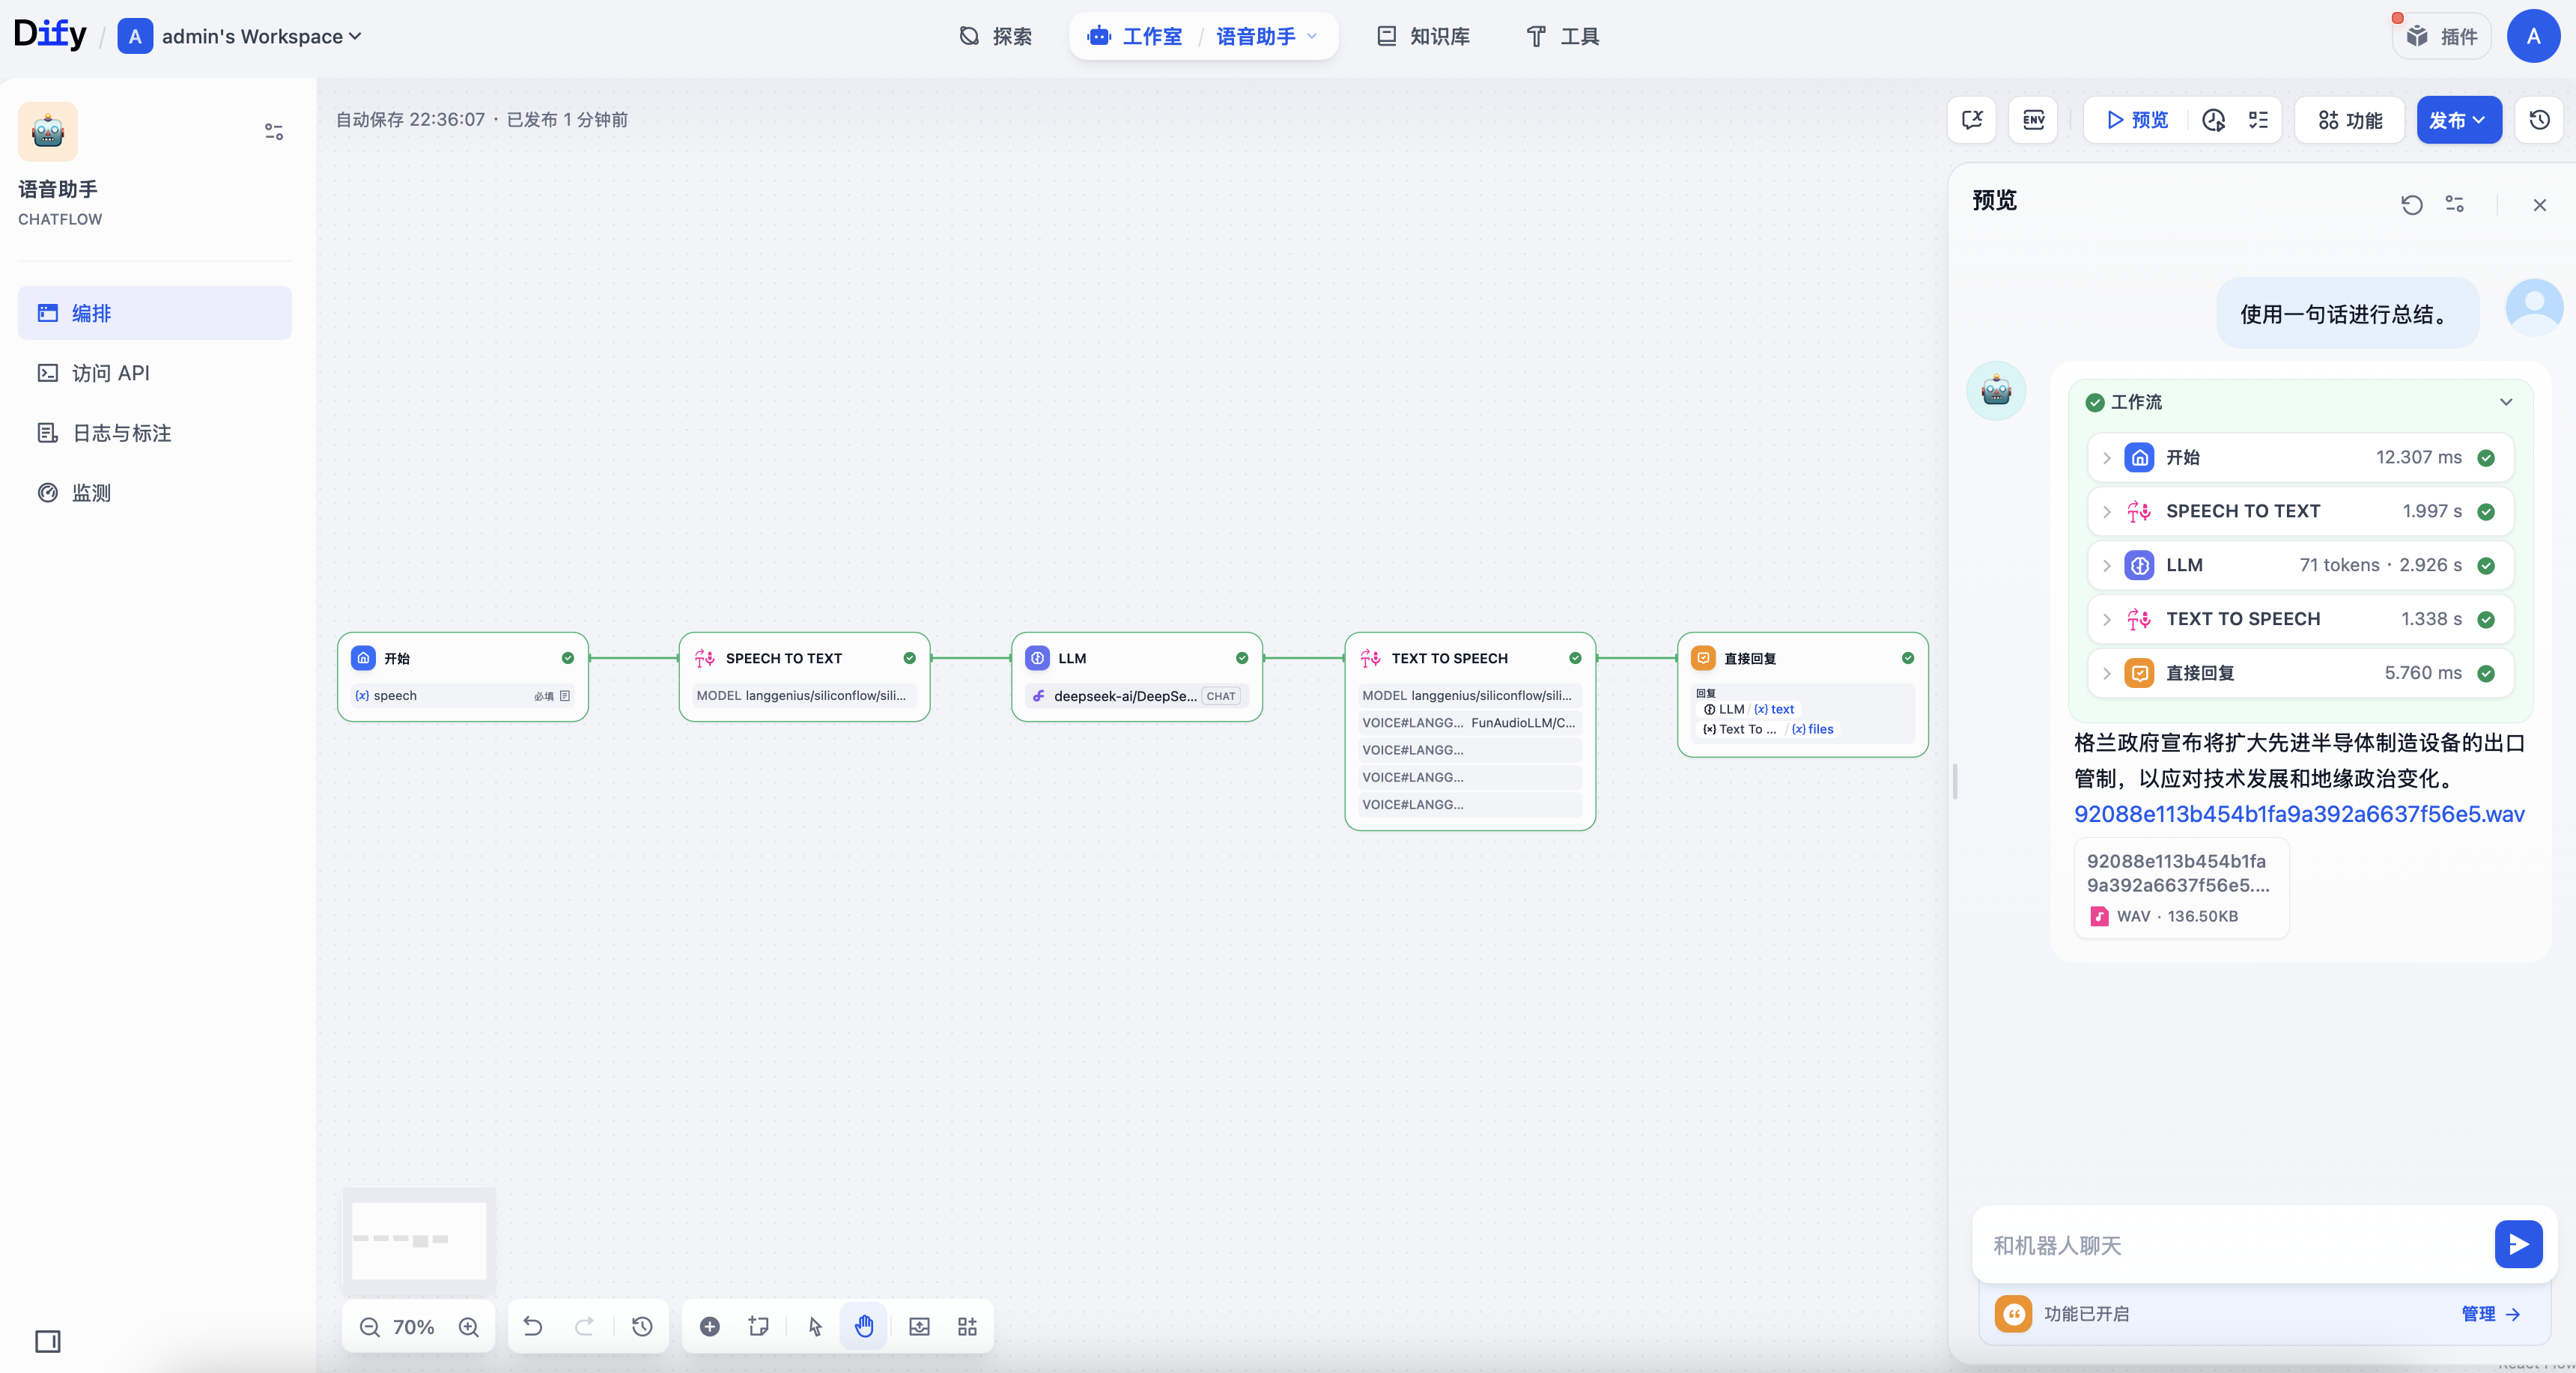 Dify / A admin's Workspace
探索
工作室 / 语音助手
知识库
工具
插件
A
语音助手
CHATFLOW
编排
访问 API
日志与标注
监测
自动保存 22:36:07 · 已发布 1 分钟前
ENV
预览
功能
发布
开始
{x} speech
必填
SPEECH TO TEXT
MODEL langgenius/siliconflow/sili...
LLM
deepseek-ai/DeepSe... CHAT
TEXT TO SPEECH
MODEL langgenius/siliconflow/sili...
VOICE#LANGG... FunAudioLLM/C...
VOICE#LANGG...
VOICE#LANGG...
VOICE#LANGG...
直接回复
回复
LLM / {x} text
{x} Text To ... / {x} files
70%
预览
使用一句话进行总结。
工作流
开始 12.307 ms
SPEECH TO TEXT 1.997 s
LLM 71 tokens · 2.926 s
TEXT TO SPEECH 1.338 s
直接回复 5.760 ms
格兰政府宣布将扩大先进半导体制造设备的出口
管制，以应对技术发展和地缘政治变化。
92088e113b454b1fa9a392a6637f56e5.wav
92088e113b454b1fa
9a392a6637f56e5....
WAV · 136.50KB
和机器人聊天
功能已开启
管理
React Flow